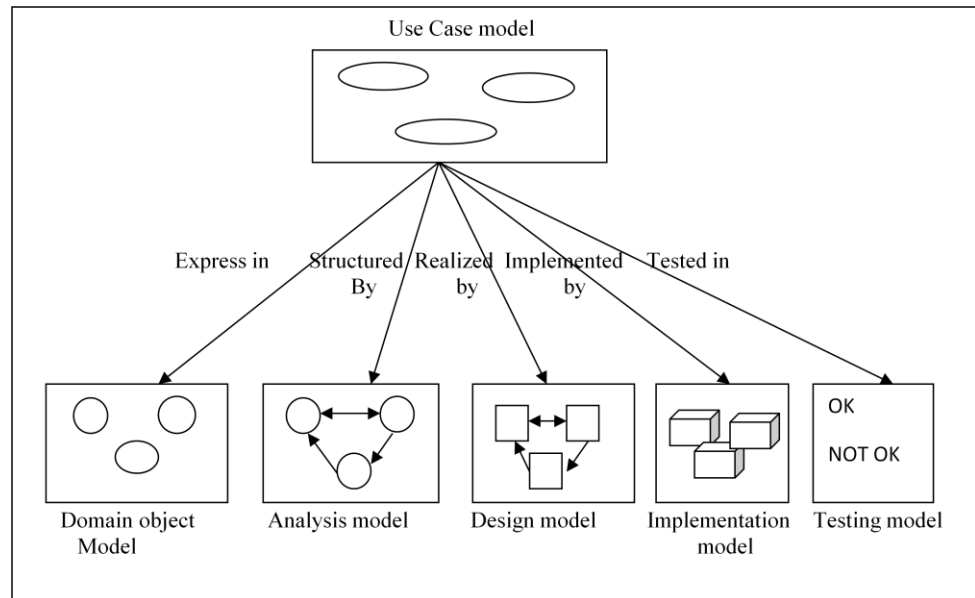 Use Case model
Express in
Structured
By
Realized
by
Implemented
by
Tested in
OK
NOT OK
Domain object
Model
Analysis model
Design model
Implementation
model
Testing model